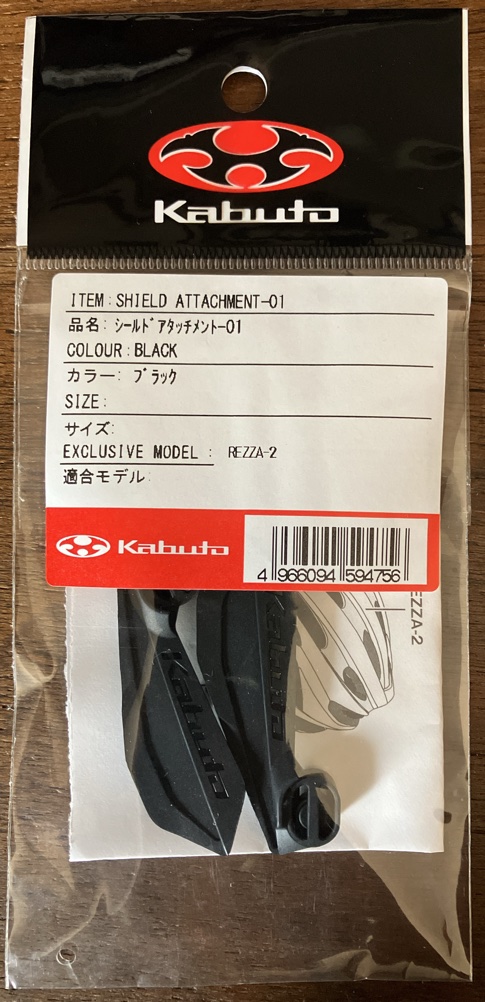 Kabuto
ITEM:SHIELD ATTACHMENT-01
品名:シールドアタッチメント-01
COLOUR:BLACK
カラー:ブラック
SIZE:
サイズ:
EXCLUSIVE MODEL : REZZA-2
適合モデル:
Kabuto
4 966094 594756
EZZA-2
Kabuto
Kabuto